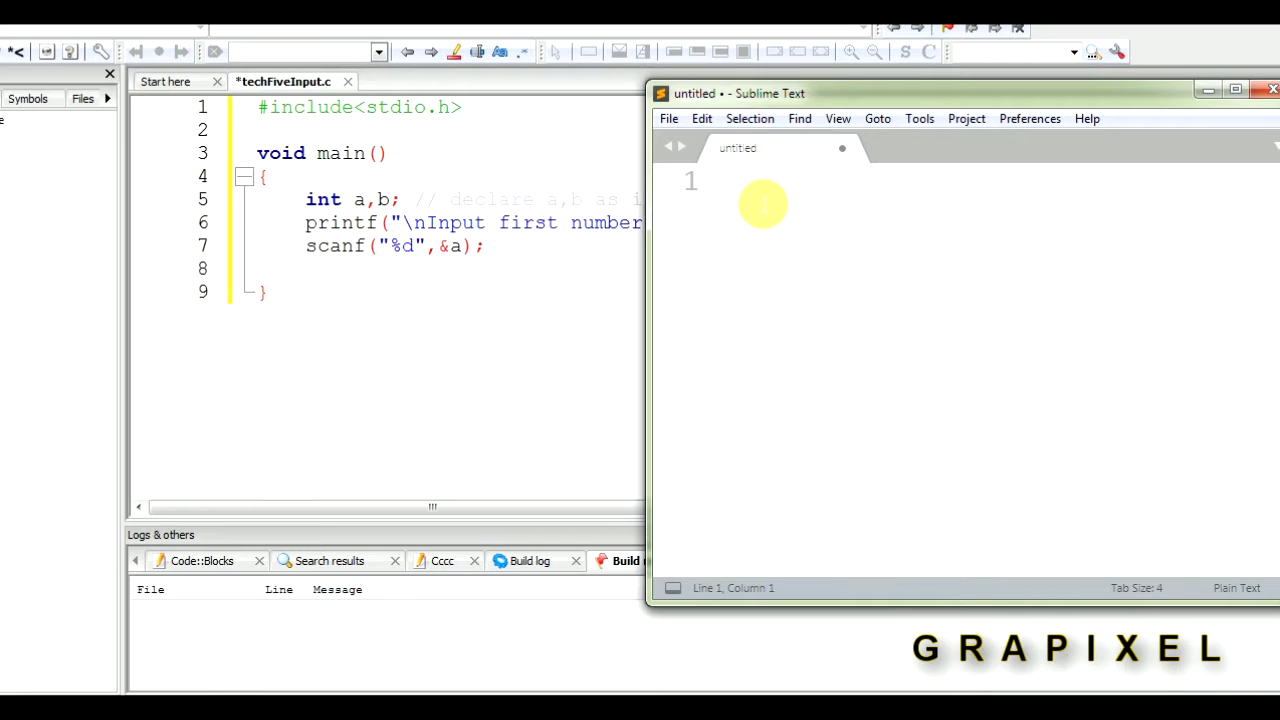 Start here
*techFiveInput.c
Symbols
Files
1 #include<stdio.h>
2
3 void main()
4 {
5 int a,b; // declare a,b as i
6 printf("\nInput first number
7 scanf("%d",&a);
8
9 }
untitled • - Sublime Text
File Edit Selection Find View Goto Tools Project Preferences Help
untitled
1
Line 1, Column 1
Tab Size: 4
Plain Text
Logs & others
Code::Blocks
Search results
Cccc
Build log
Build
File Line Message
GRAPIXEL